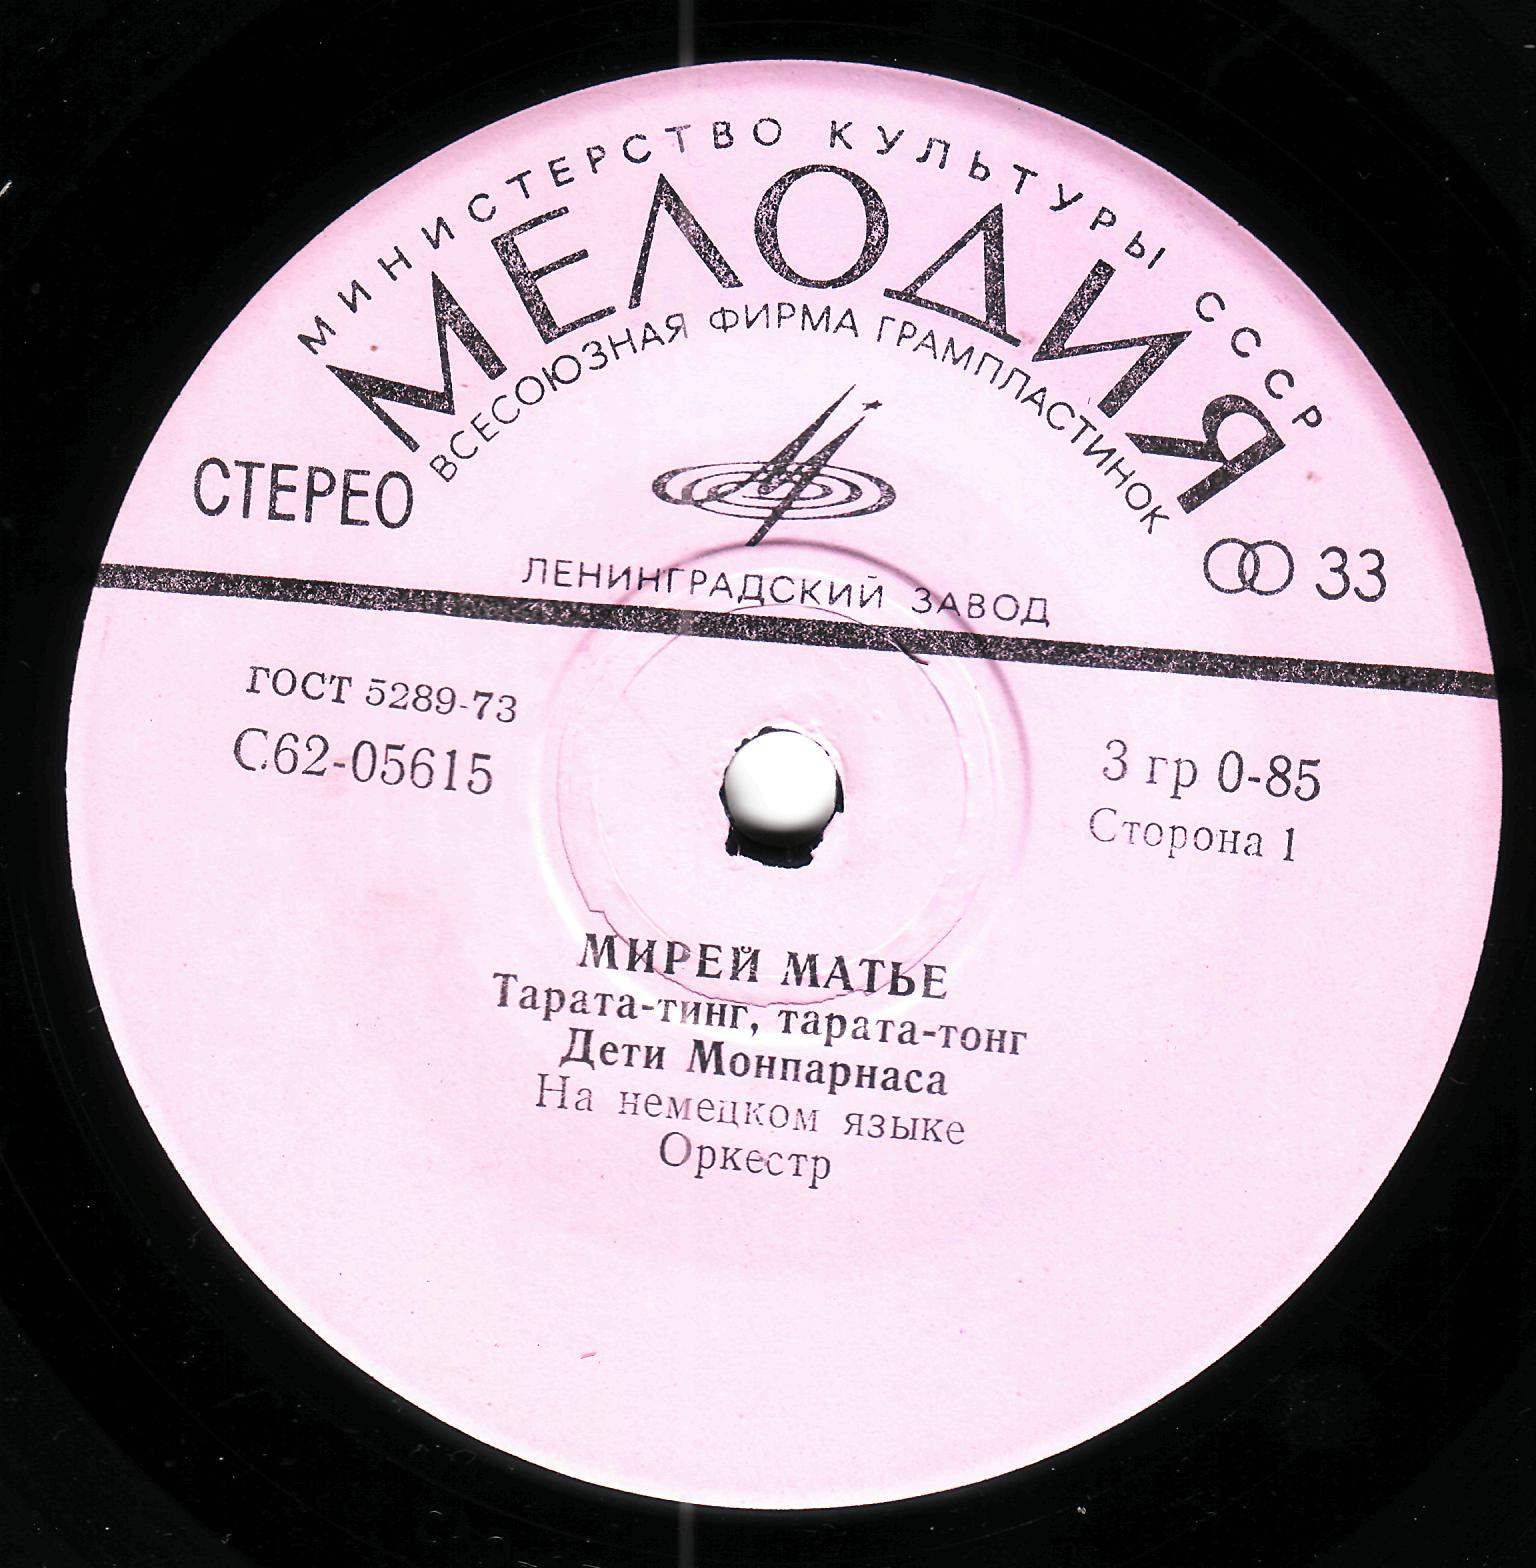 МИНИСТЕРСТВО КУЛЬТУРЫ СССР
МЕЛОДИЯ
ВСЕСОЮЗНАЯ ФИРМА ГРАМПЛАСТИНОК
СТЕРЕО
33
ЛЕНИНГРАДСКИЙ ЗАВОД
ГОСТ 5289-73
С62-05615
3 гр 0-85
Сторона 1
МИРЕЙ МАТЬЕ
Тарата-тинг, тарата-тонг
Дети Монпарнаса
На немецком языке
Оркестр